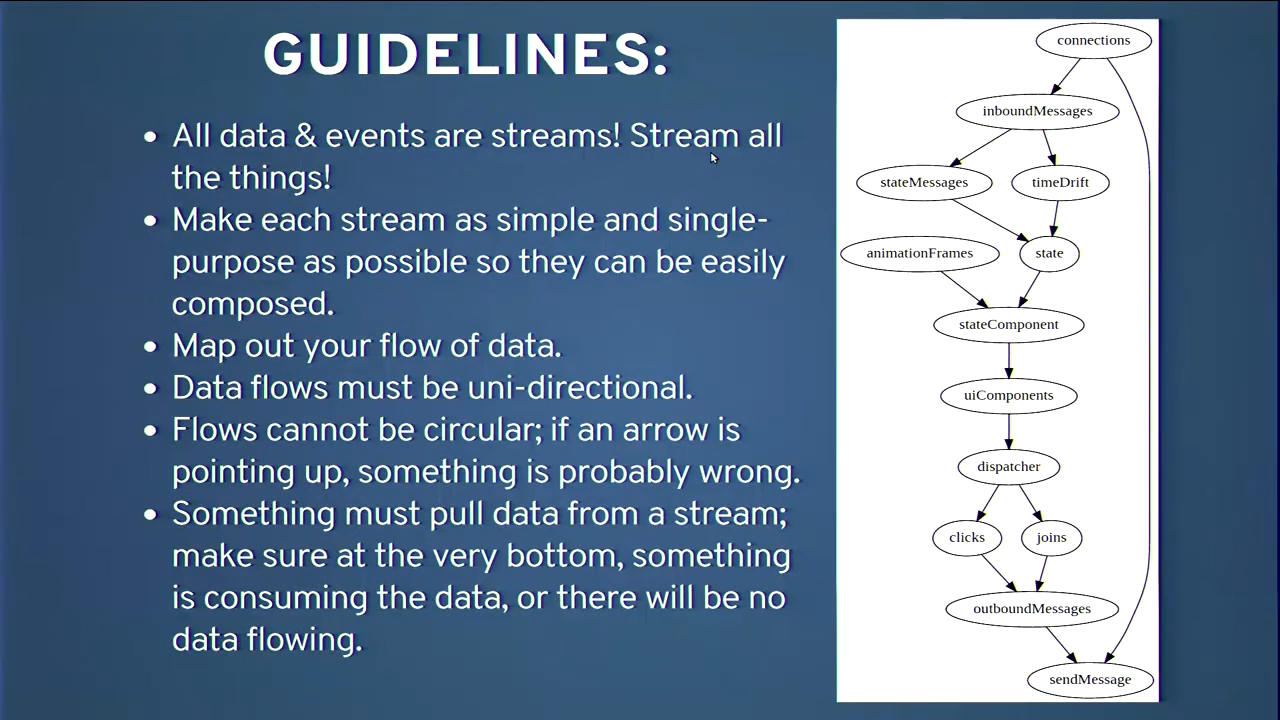 GUIDELINES:
• All data & events are streams! Stream all
the things!
• Make each stream as simple and single-
purpose as possible so they can be easily
composed.
• Map out your flow of data.
• Data flows must be uni-directional.
• Flows cannot be circular; if an arrow is
pointing up, something is probably wrong.
• Something must pull data from a stream;
make sure at the very bottom, something
is consuming the data, or there will be no
data flowing.
connections
inboundMessages
stateMessages
timeDrift
animationFrames
state
stateComponent
uiComponents
dispatcher
clicks
joins
outboundMessages
sendMessage